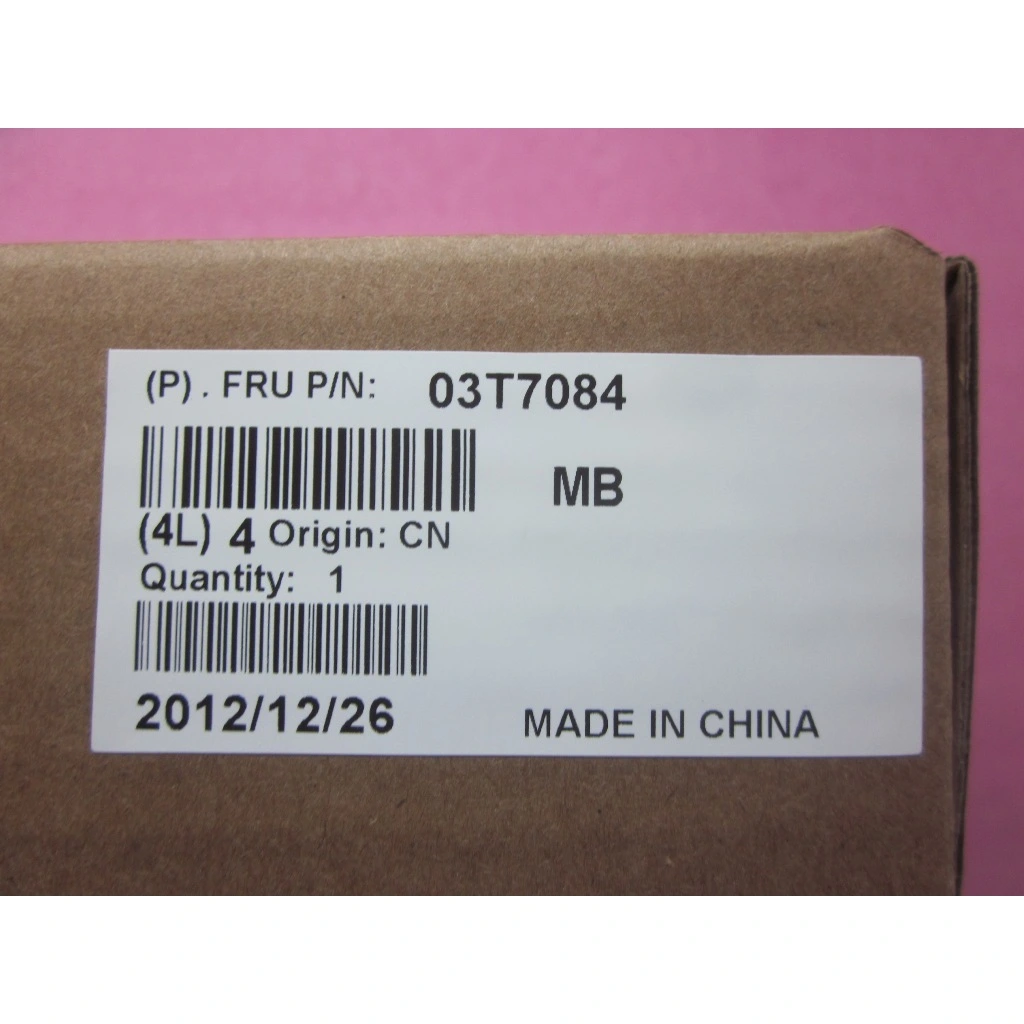 (P) . FRU P/N: 03T7084
MB
(4L) 4 Origin: CN
Quantity: 1
2012/12/26 MADE IN CHINA